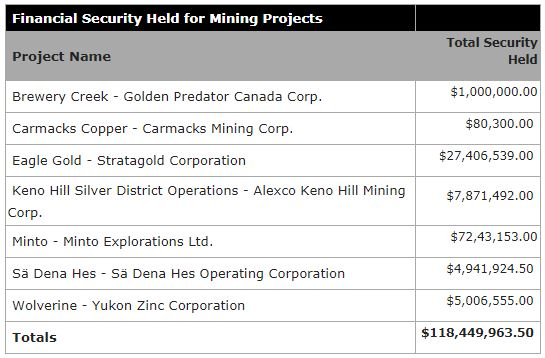 Financial Security Held for Mining Projects
Project Name Total Security
Held
Brewery Creek - Golden Predator Canada Corp. $1,000,000.00
Carmacks Copper - Carmacks Mining Corp. $80,300.00
Eagle Gold - Stratagold Corporation $27,406,539.00
Keno Hill Silver District Operations - Alexco Keno Hill Mining
Corp. $7,871,492.00
Minto - Minto Explorations Ltd. $72,43,153.00
Sä Dena Hes - Sä Dena Hes Operating Corporation $4,941,924.50
Wolverine - Yukon Zinc Corporation $5,006,555.00
Totals $118,449,963.50